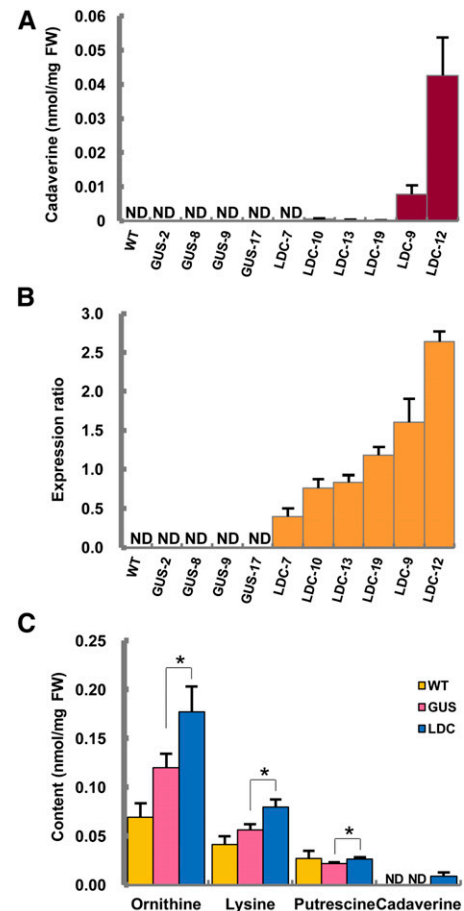 A
Cadaverine (nmol/mg FW)
0.06
0.05
0.04
0.03
0.02
0.01
0
ND ND ND ND ND ND
WT GUS-2 GUS-8 GUS-9 GUS-17 LDC-7 LDC-10 LDC-13 LDC-19 LDC-9 LDC-12
B
Expression ratio
3.0
2.5
2.0
1.5
1.0
0.5
0.0
ND ND ND ND ND
WT GUS-2 GUS-8 GUS-9 GUS-17 LDC-7 LDC-10 LDC-13 LDC-19 LDC-9 LDC-12
C
Content (nmol/mg FW)
0.25
0.20
0.15
0.10
0.05
0.00
* * *
WT
GUS
LDC
ND ND
Ornithine Lysine Putrescine Cadaverine